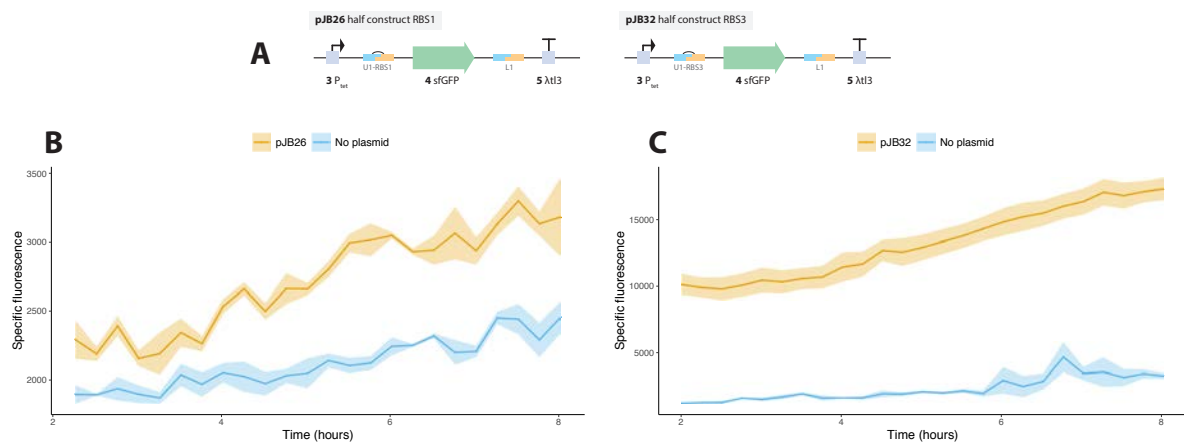 A
pJB26 half construct RBS1
U1-RBS1
L1
3 Ptet
4 sfGFP
5 λtI3
pJB32 half construct RBS3
U1-RBS3
L1
3 Ptet
4 sfGFP
5 λtI3
B
pJB26 No plasmid
Specific fluorescence
3500
3000
2500
2000
2 4 6 8
Time (hours)
C
pJB32 No plasmid
Specific fluorescence
15000
10000
5000
2 4 6 8
Time (hours)